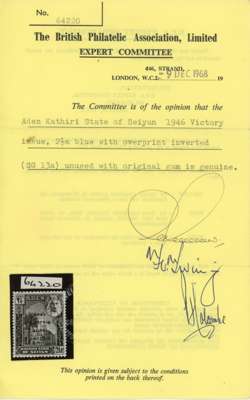 No. 64220
The British Philatelic Association, Limited
EXPERT COMMITTEE
446, STRAND,
LONDON, W.C.2. 9 DEC 1968 19
The Committee is of the opinion that the
Aden Kathiri State of Seiyun 1946 Victory
issue, 2½a blue with overprint inverted
(SG 13a) unused with original gum is genuine.
64220
ADEN
This opinion is given subject to the conditions
printed on the back thereof.